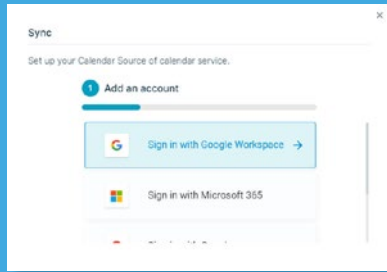 Sync
Set up your Calendar Source of calendar service.
1 Add an account
Sign in with Google Workspace
Sign in with Microsoft 365